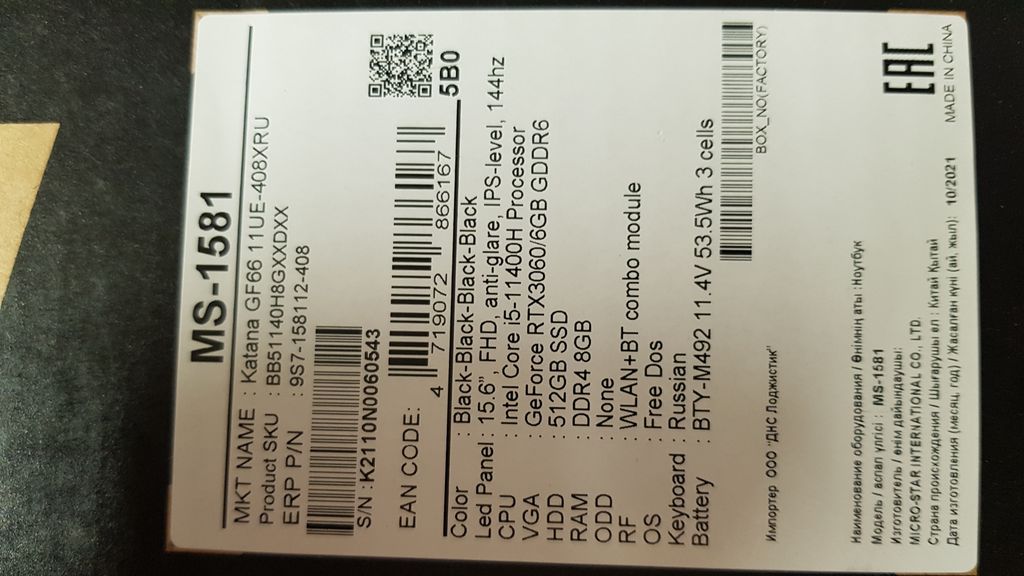 MS-1581
MKT NAME : Katana GF66 11UE-408XRU
Product SKU : BB51140H8GXXDXX
ERP P/N : 9S7-158112-408
S/N : K2110N0060543
EAN CODE: 4 719072 866167
5B0
Color : Black-Black-Black-Black
Led Panel : 15.6", FHD, anti-glare, IPS-level, 144hz
CPU : Intel Core i5-11400H Processor
VGA : GeForce RTX3060/6GB GDDR6
HDD : 512GB SSD
RAM : DDR4 8GB
ODD : None
RF : WLAN+BT combo module
OS : Free Dos
Keyboard : Russian
Battery : BTY-M492 11.4V 53.5Wh 3 cells
BOX_NO(FACTORY)
Импортер ООО "ДНС Лоджистик"
Наименование оборудования / Өнімнің аты : Ноутбук
Модель / аспап үлгісі : MS-1581
Изготовитель / өнім дайындаушы:
MICRO-STAR INTERNATIONAL CO., LTD.
Страна происхождения / Шығарушы ел : Китай Қытай
Дата изготовления (месяц, год) / Жасалған күні (ай, жыл): 10/2021
EAC
MADE IN CHINA